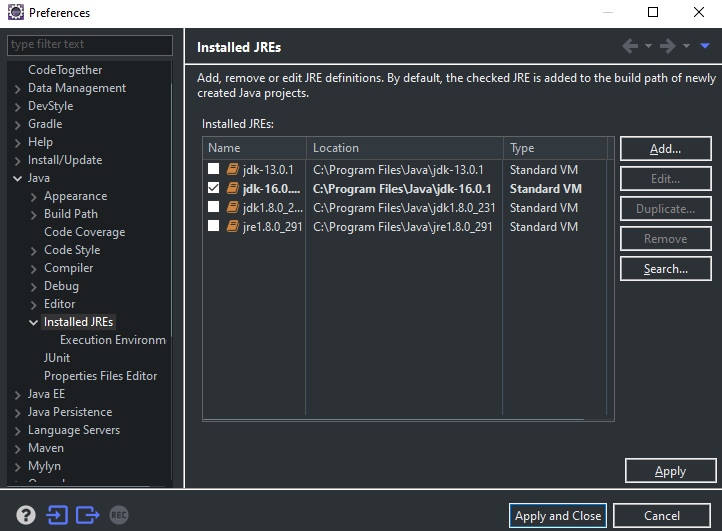 Preferences
type filter text
CodeTogether
Data Management
DevStyle
Gradle
Help
Install/Update
Java
Appearance
Build Path
Code Coverage
Code Style
Compiler
Debug
Editor
Installed JREs
Execution Environm
JUnit
Properties Files Editor
Java EE
Java Persistence
Language Servers
Maven
Mylyn
Installed JREs
Add, remove or edit JRE definitions. By default, the checked JRE is added to the build path of newly
created Java projects.
Installed JREs:
Name Location Type
jdk-13.0.1 C:\Program Files\Java\jdk-13.0.1 Standard VM
jdk-16.0.... C:\Program Files\Java\jdk-16.0.1 Standard VM
jdk1.8.0_2... C:\Program Files\Java\jdk1.8.0_231 Standard VM
jre1.8.0_291 C:\Program Files\Java\jre1.8.0_291 Standard VM
Add...
Edit...
Duplicate...
Remove
Search...
Apply
?
REC
Apply and Close
Cancel